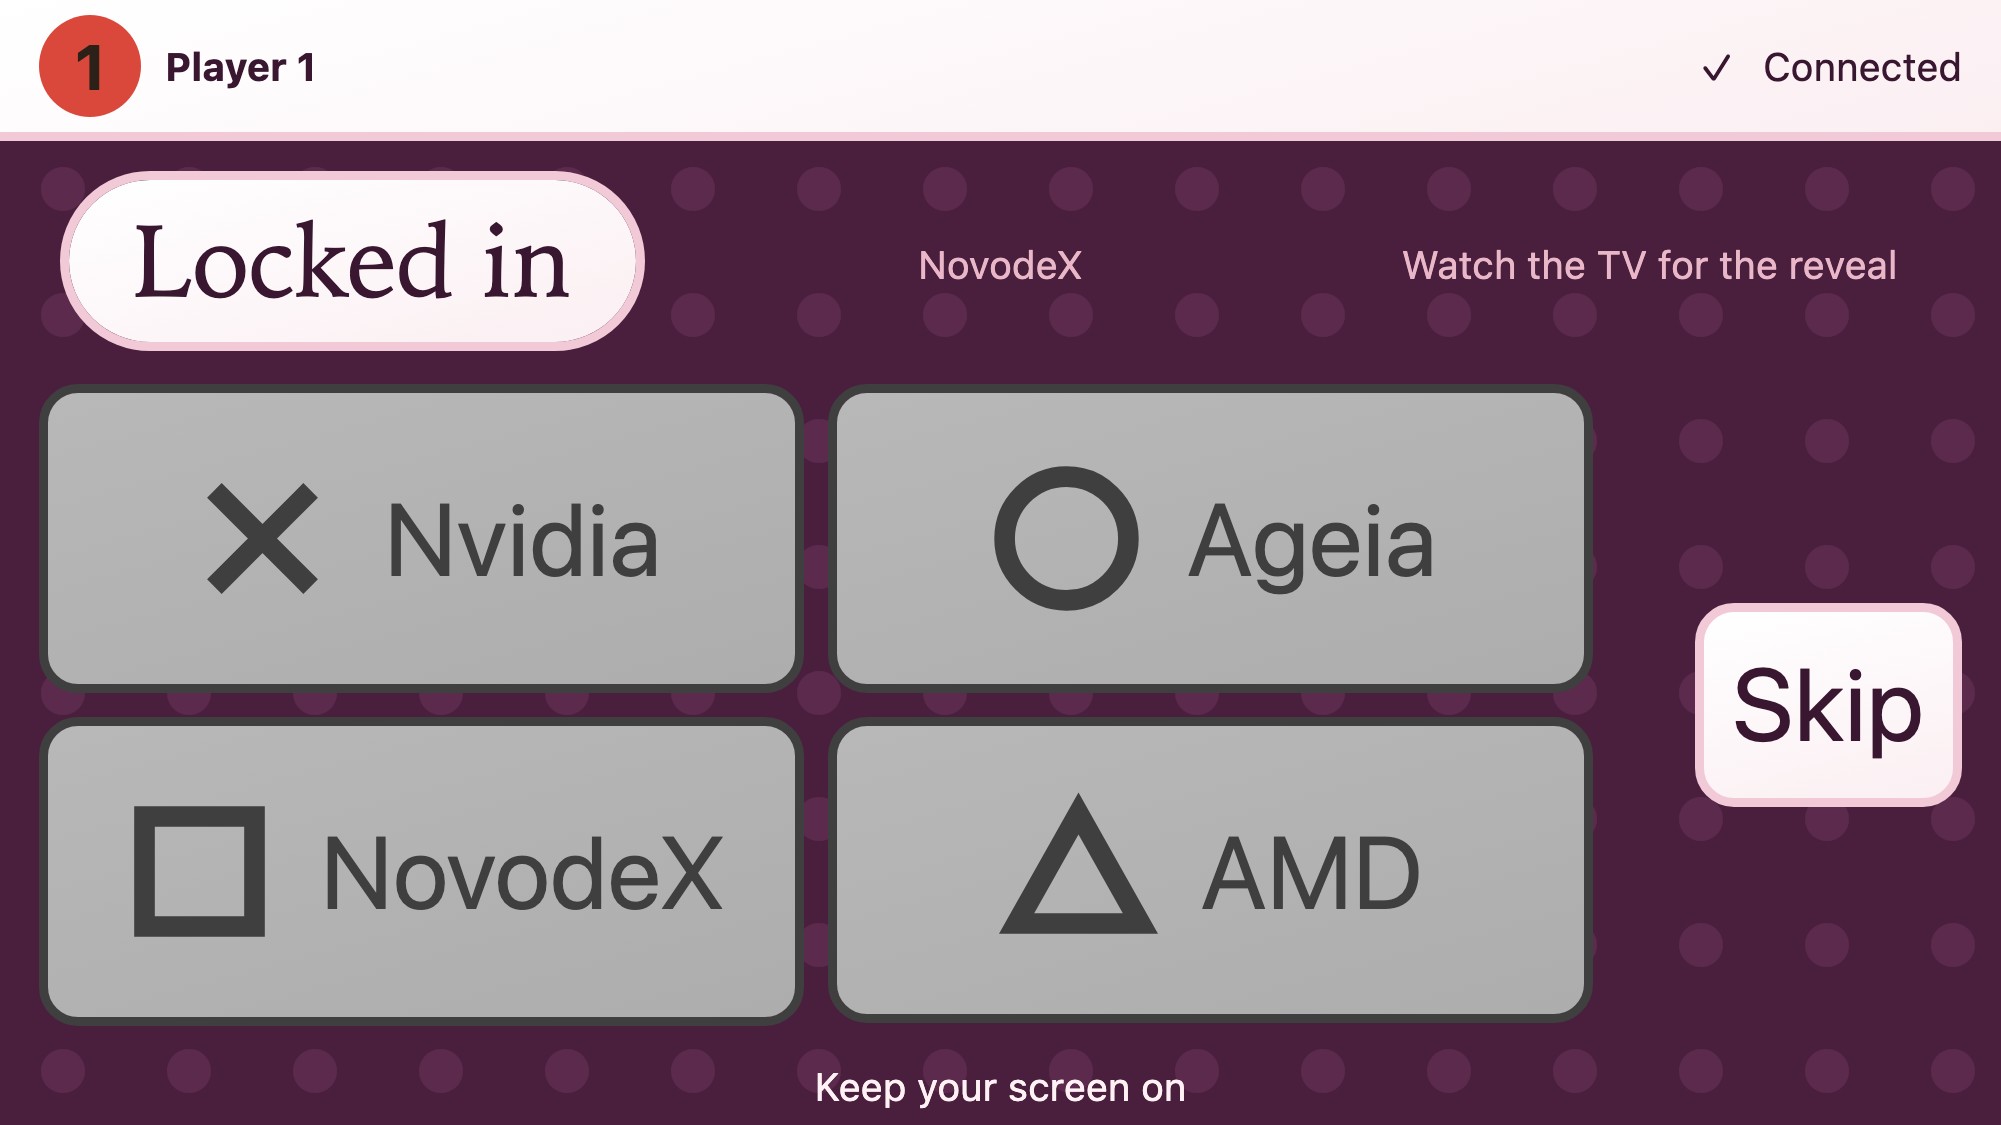 1 Player 1
✓ Connected
Locked in
NovodeX
Watch the TV for the reveal
Nvidia
Ageia
NovodeX
AMD
Skip
Keep your screen on